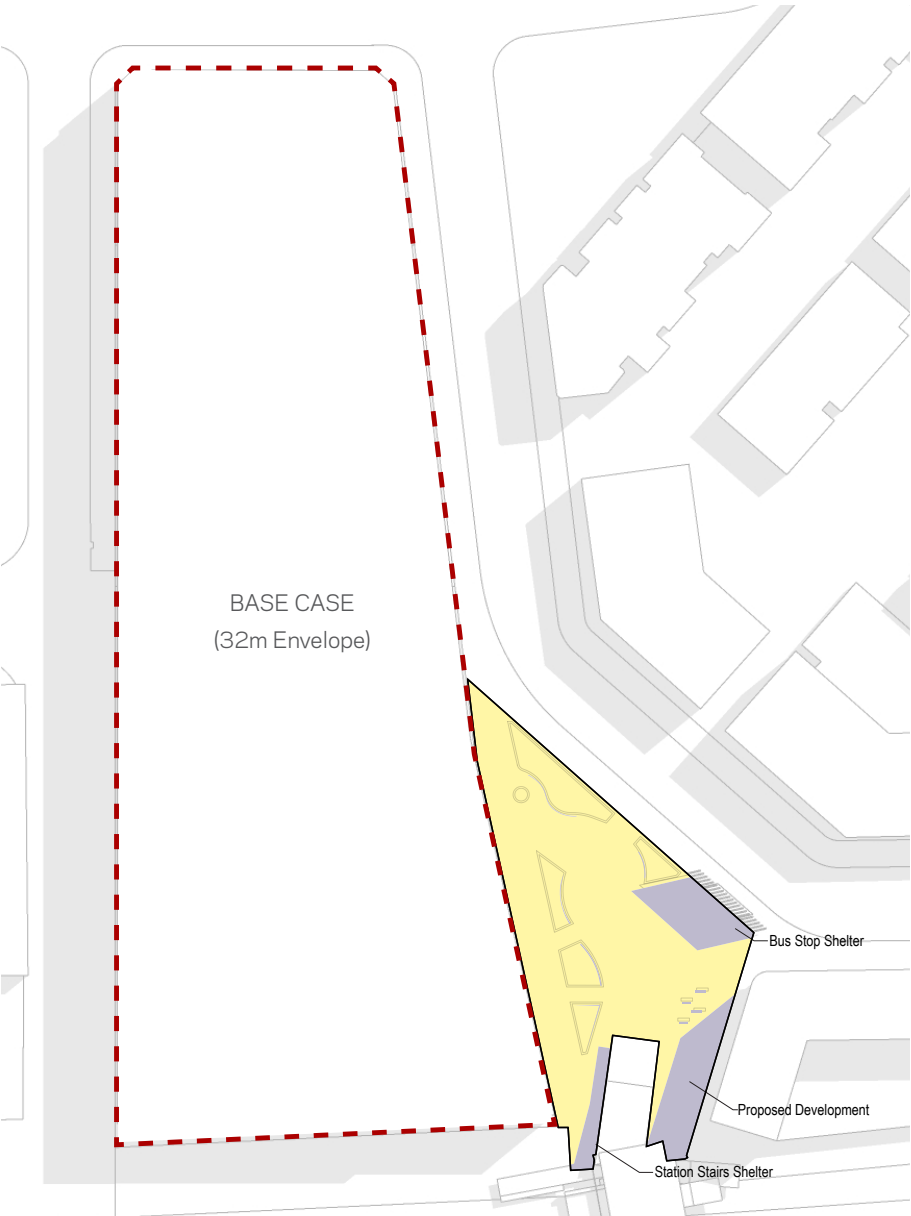 BASE CASE
(32m Envelope)
Bus Stop Shelter
Proposed Development
Station Stairs Shelter